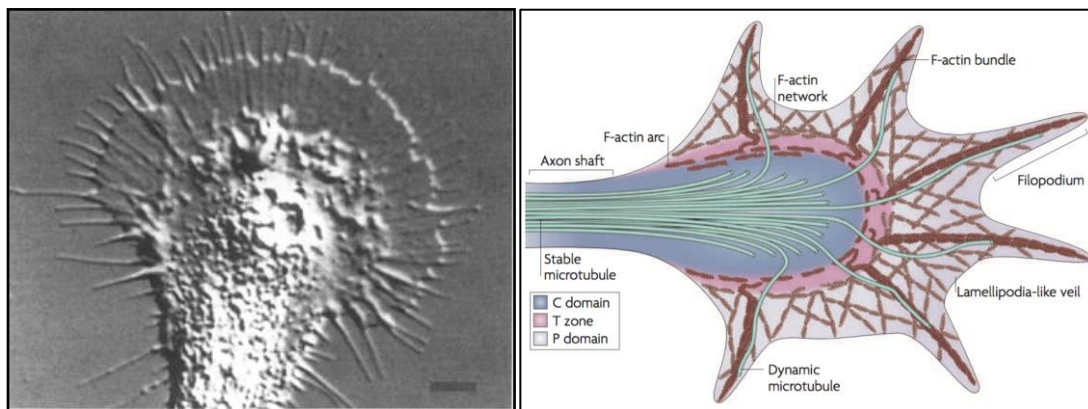 F-actin bundle
F-actin
network
F-actin arc
Axon shaft
Filopodium
Stable
microtubule
Lamellipodia-like veil
C domain
T zone
P domain
Dynamic
microtubule